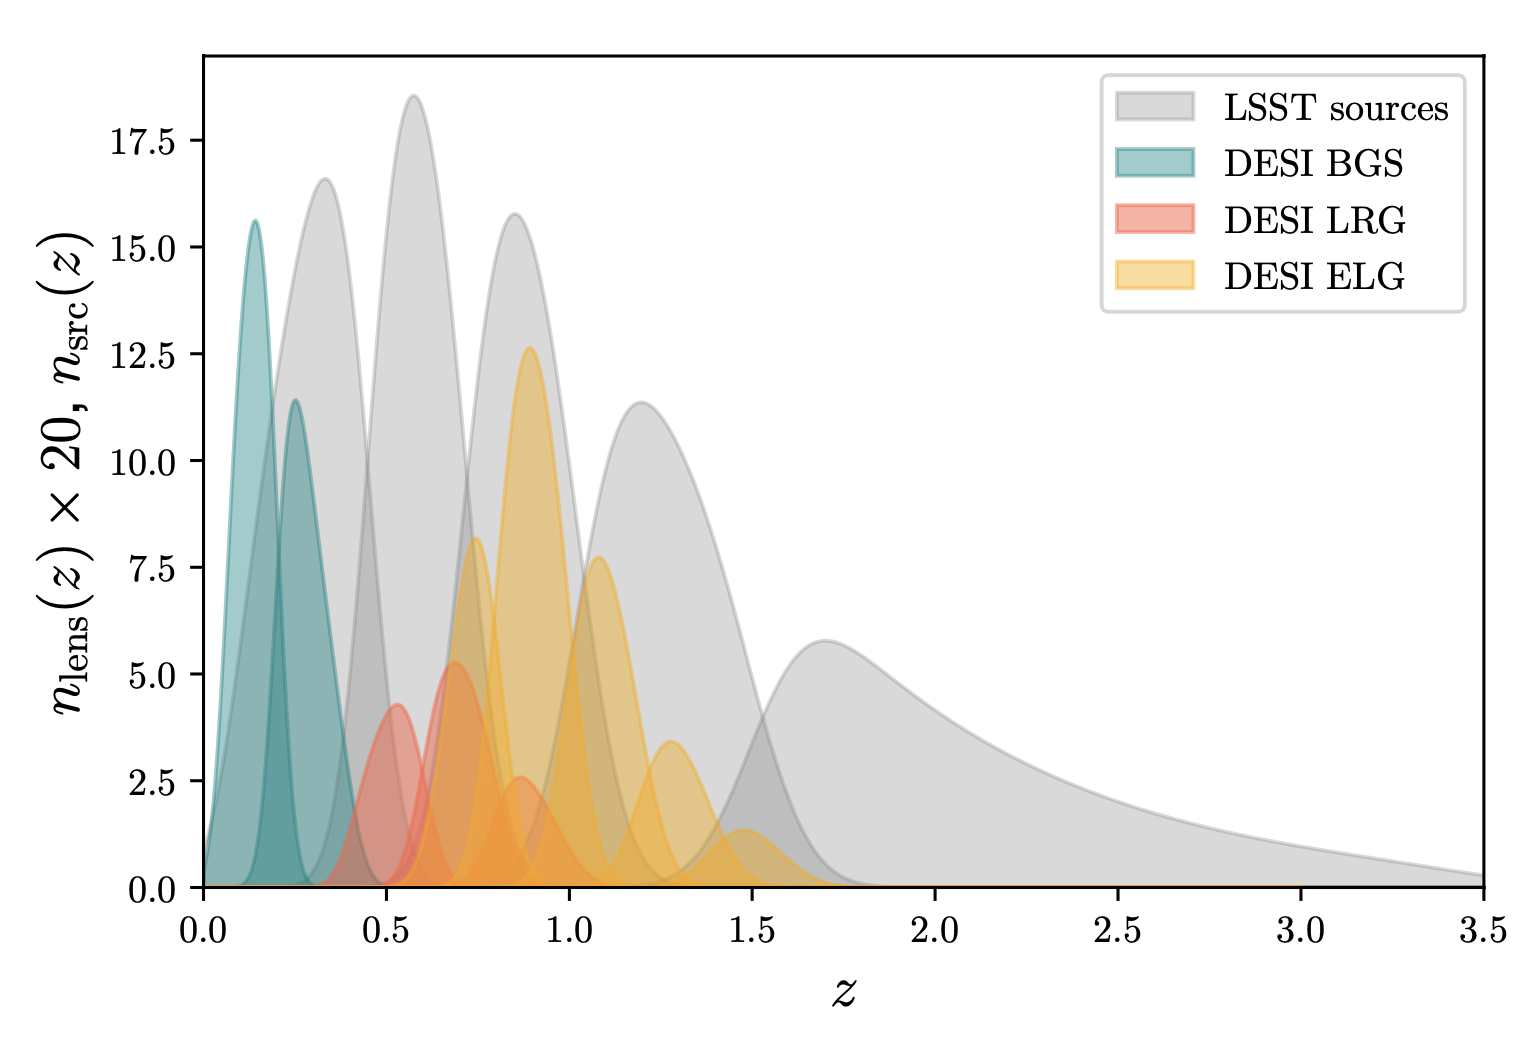 LSST sources
DESI BGS
DESI LRG
DESI ELG
17.5
15.0
12.5
10.0
7.5
5.0
2.5
0.0
n_lens(z) × 20, n_src(z)
0.0 0.5 1.0 1.5 2.0 2.5 3.0 3.5
z